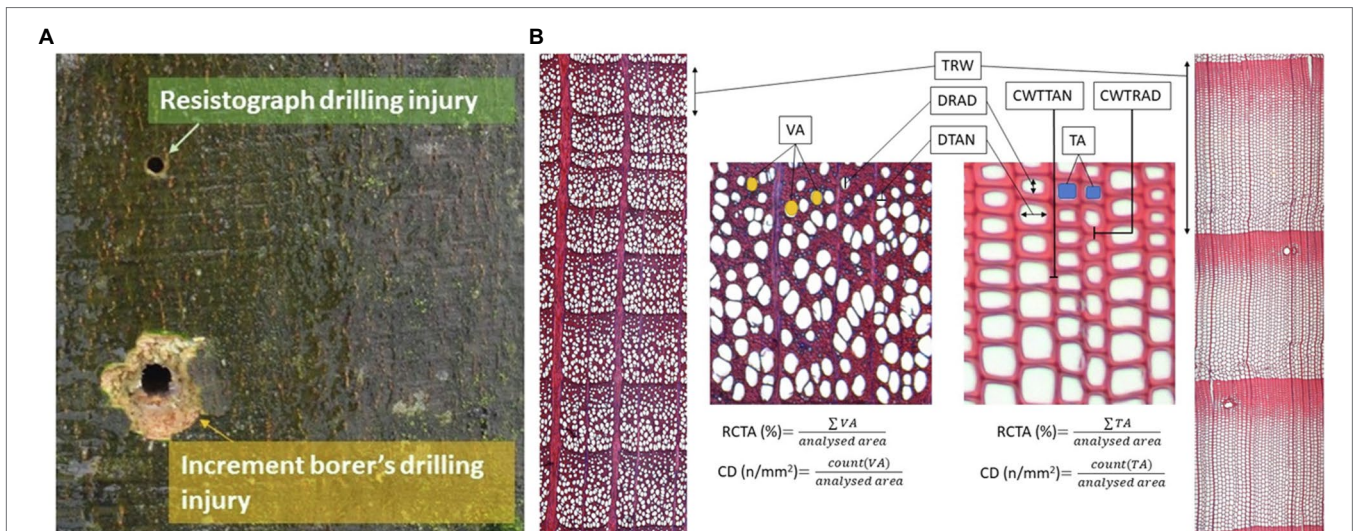 A
B
Resistograph drilling injury
Increment borer's drilling
injury
TRW
DRAD
CWTTAN
CWTRAD
VA
DTAN
TA
RCTA (%)= ∑ VA / analysed area
CD (n/mm²)= count(VA) / analysed area
RCTA (%)= ∑ TA / analysed area
CD (n/mm²)= count(TA) / analysed area